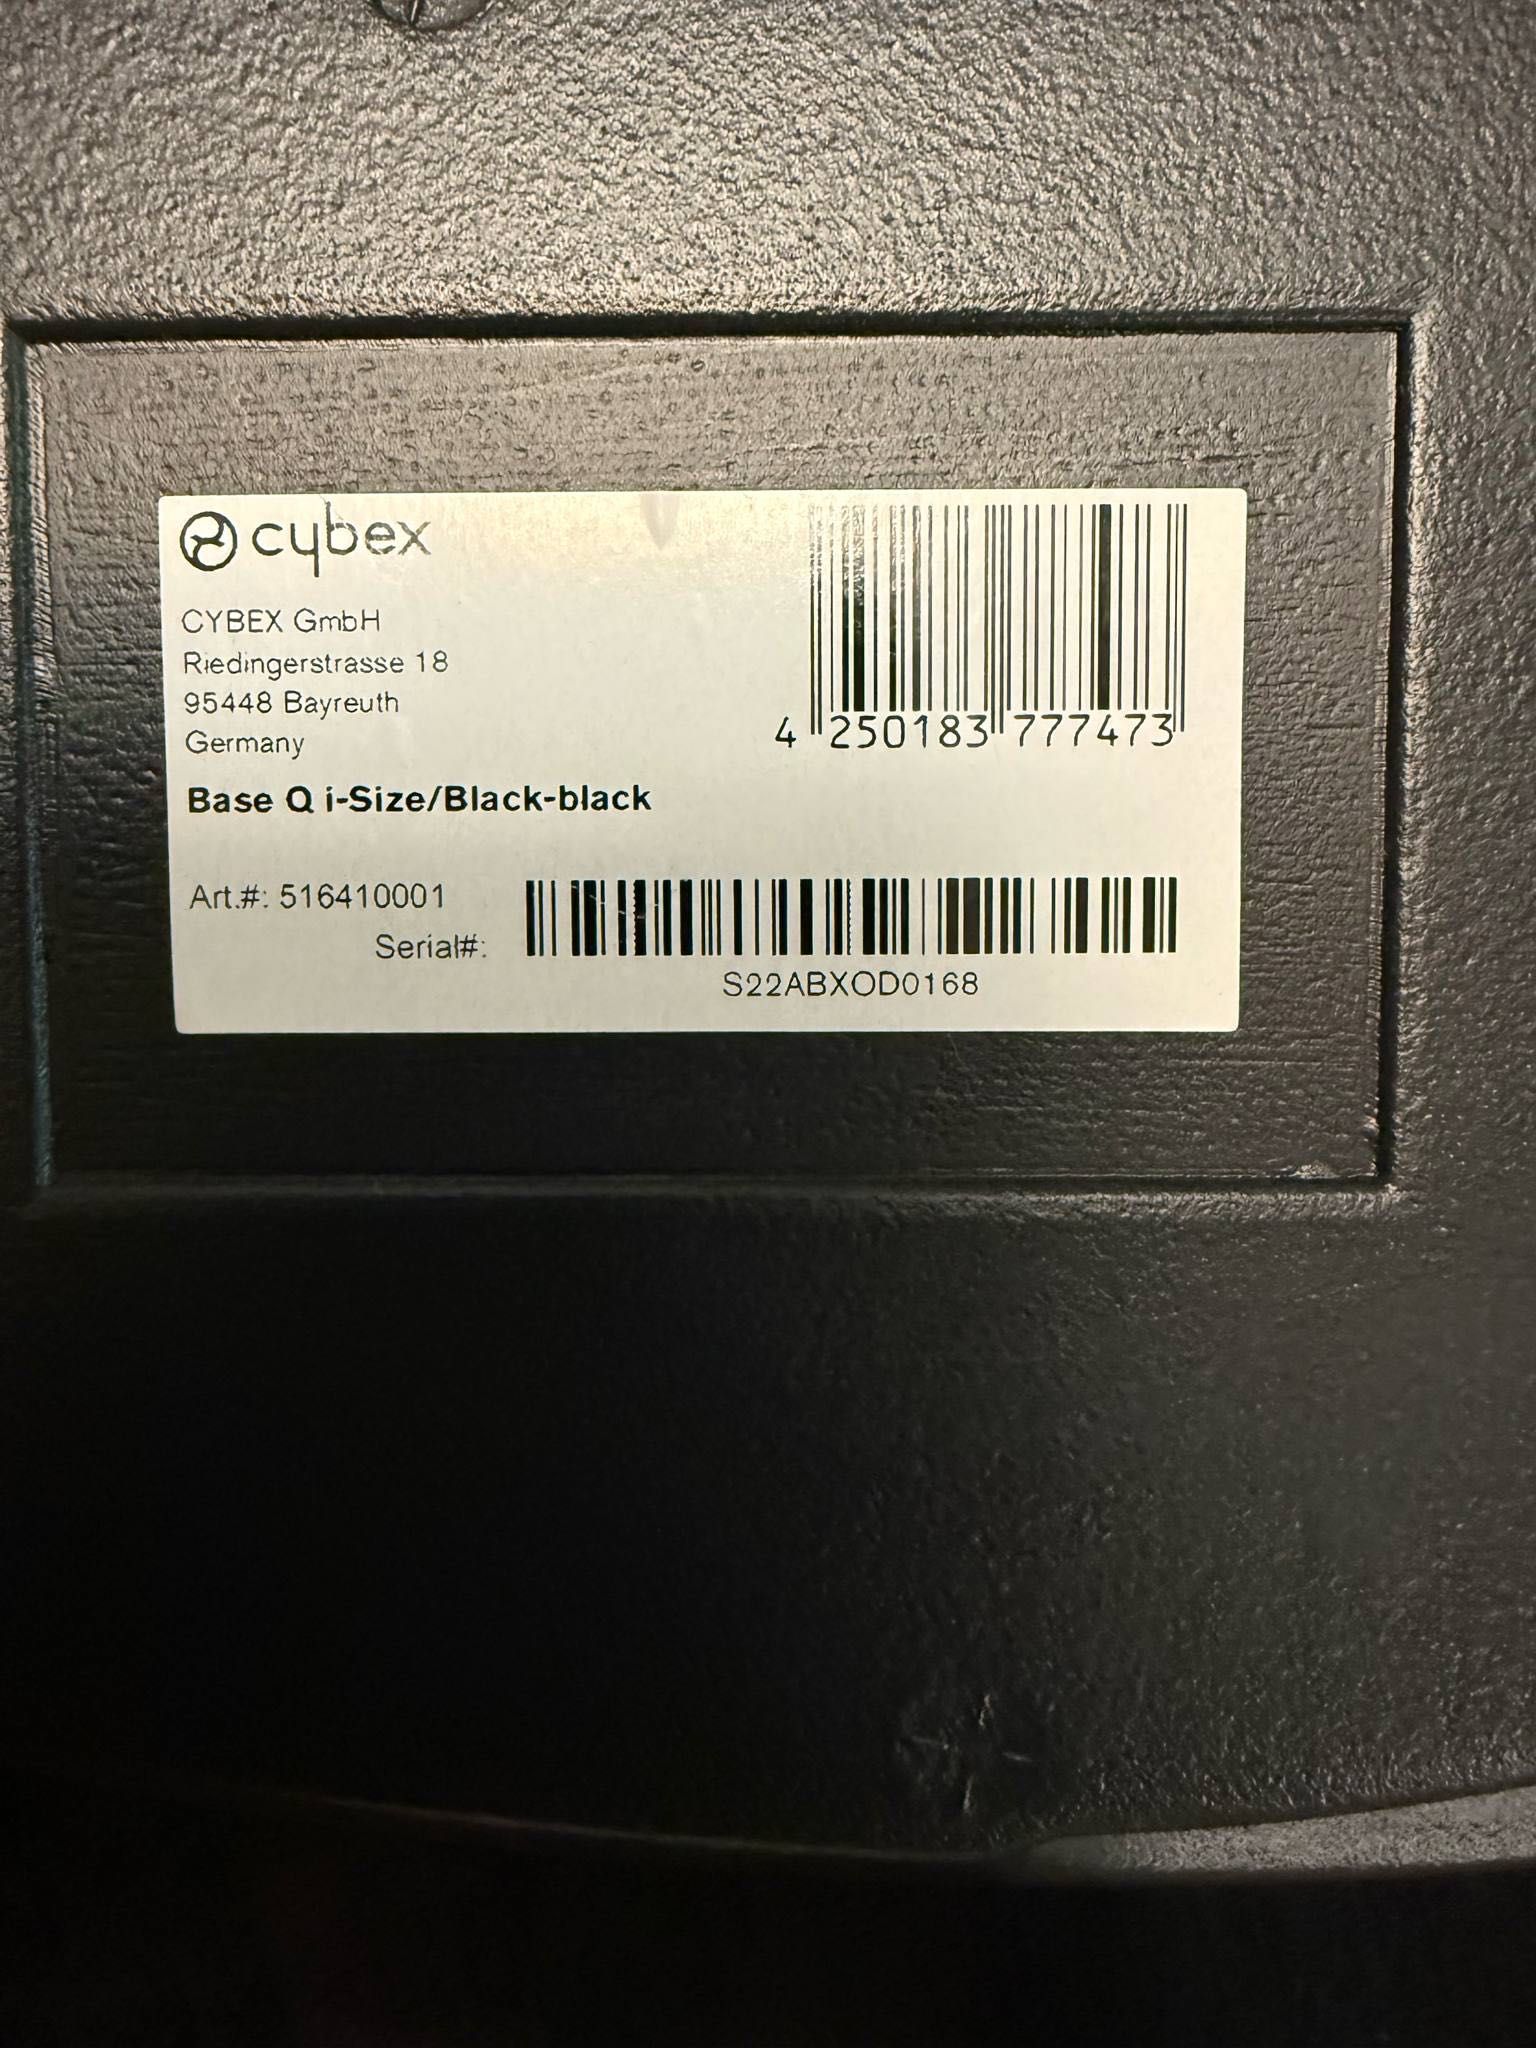 cybex
CYBEX GmbH
Riedingerstrasse 18
95448 Bayreuth
Germany
4 250183 777473
Base Q i-Size/Black-black
Art.#: 516410001
Serial#:
S22ABXOD0168